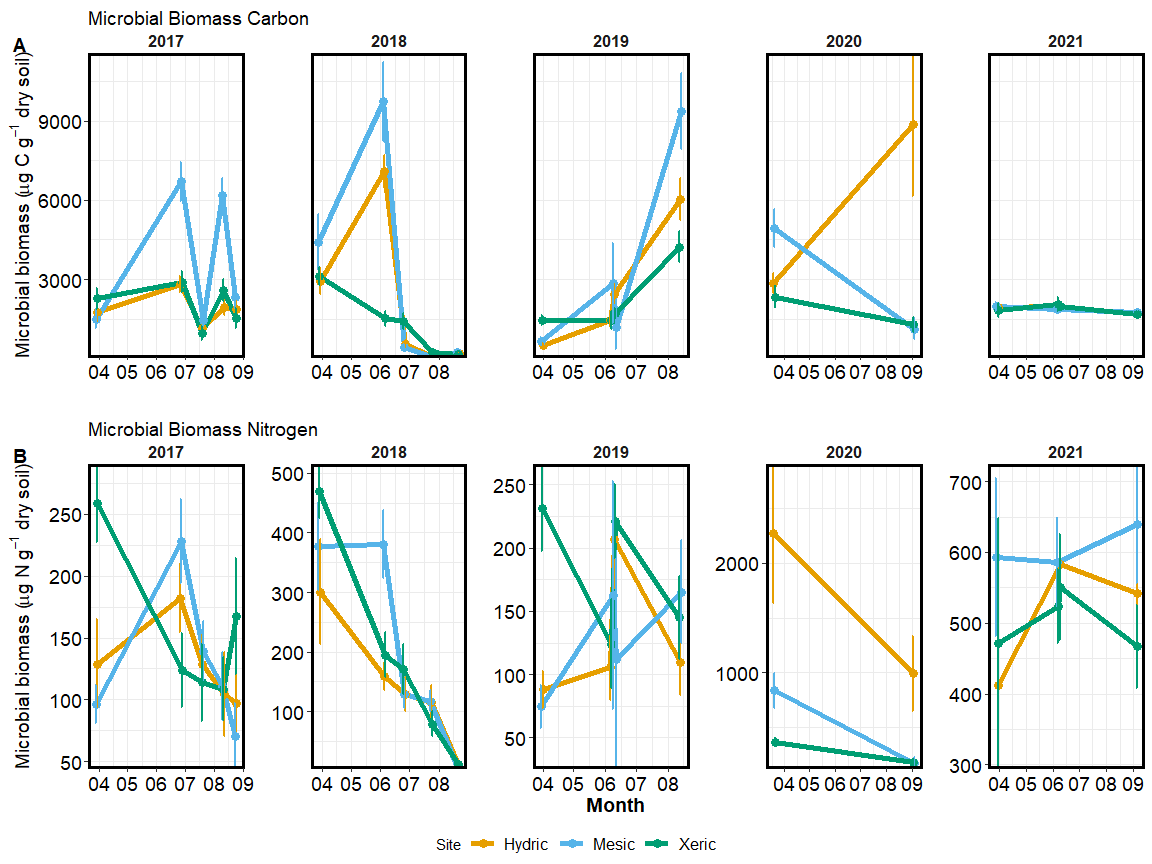 Microbial Biomass Carbon
A
2017 2018 2019 2020 2021
Microbial biomass (µg C g⁻¹ dry soil)
9000
6000
3000
04 05 06 07 08 09 04 05 06 07 08 04 05 06 07 08 04 05 06 07 08 09 04 05 06 07 08 09
Microbial Biomass Nitrogen
B
2017 2018 2019 2020 2021
Microbial biomass (µg N g⁻¹ dry soil)
250
200
150
100
50
500
400
300
200
100
250
200
150
100
50
2000
1000
700
600
500
400
300
04 05 06 07 08 09 04 05 06 07 08 04 05 06 07 08 04 05 06 07 08 09 04 05 06 07 08 09
Month
Site Hydric Mesic Xeric